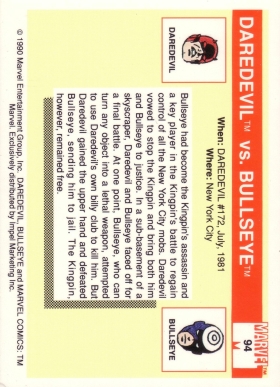 DAREDEVIL™ vs. BULLSEYE™
MARVEL
94
DAREDEVIL
BULLSEYE
When: DAREDEVIL #172, July, 1981
Where: New York City
Bullseye had become the Kingpin's assassin and
a key player in the Kingpin's battle to regain
control of all the New York City mobs. Daredevil
vowed to stop the Kingpin and bring both him
and Bullseye to justice. In a sub-basement of a
skyscraper, Daredevil and Bullseye faced off for
a final battle. At one point, Bullseye, who can
turn any object into a lethal weapon, attempted
to use Daredevil's own billy club to kill him. But
Daredevil gained the upper hand and defeated
Bullseye, sending him to jail. The Kingpin,
however, remained free.
© 1990 Marvel Entertainment Group, Inc. DAREDEVIL, BULLSEYE and MARVEL COMICS: TM
Marvel. Exclusively distributed by Impel Marketing Inc.